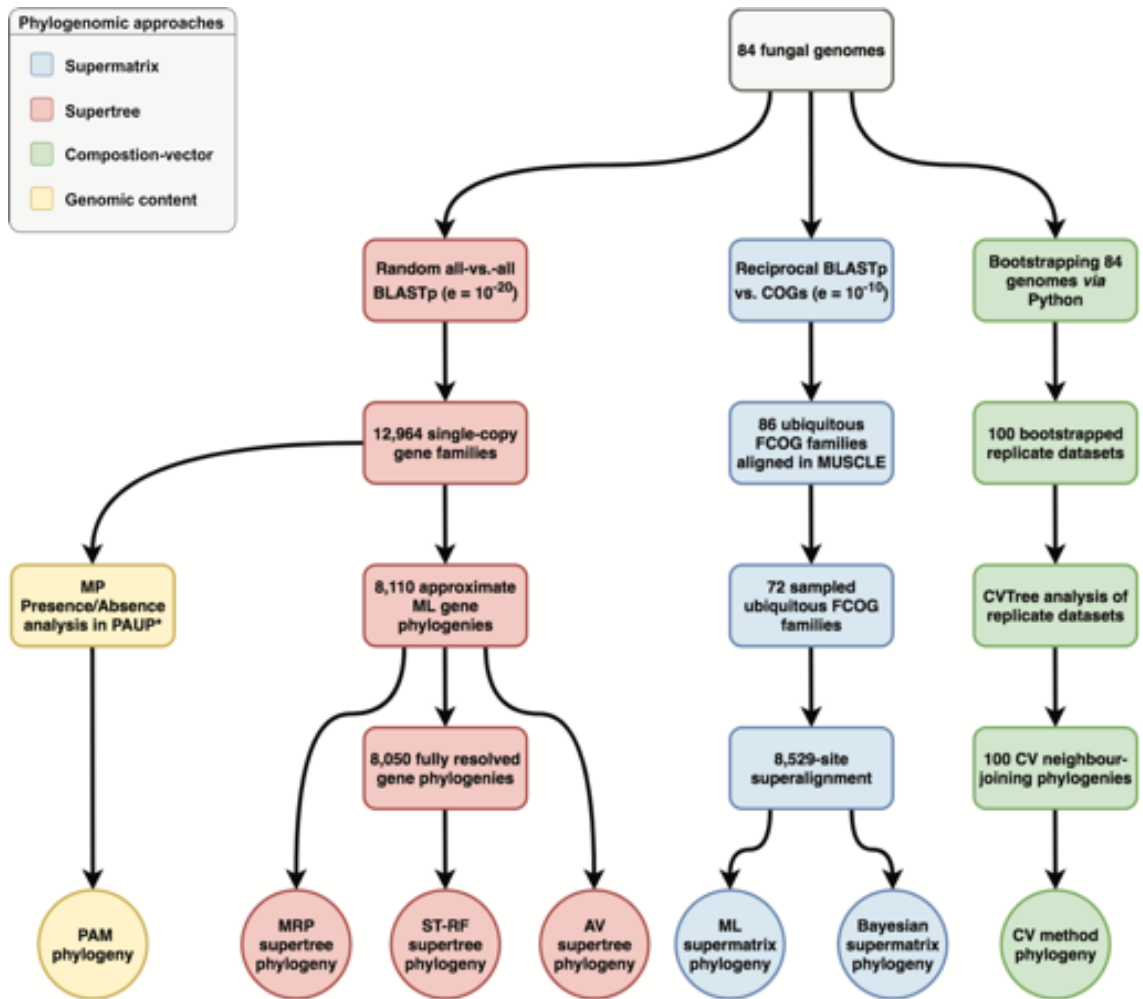 Phylogenomic approaches
Supermatrix
Supertree
Compostion-vector
Genomic content
84 fungal genomes
Random all-vs.-all
BLASTp (e = 10^-20)
Reciprocal BLASTp
vs. COGs (e = 10^-10)
Bootstrapping 84
genomes via
Python
12,964 single-copy
gene families
86 ubiquitous
FCOG families
aligned in MUSCLE
100 bootstrapped
replicate datasets
MP
Presence/Absence
analysis in PAUP*
8,110 approximate
ML gene
phylogenies
72 sampled
ubiquitous FCOG
families
CVTree analysis of
replicate datasets
8,050 fully resolved
gene phylogenies
8,529-site
superalignment
100 CV neighbour-
joining phylogenies
PAM
phylogeny
MRP
supertree
phylogeny
ST-RF
supertree
phylogeny
AV
supertree
phylogeny
ML
supermatrix
phylogeny
Bayesian
supermatrix
phylogeny
CV method
phylogeny